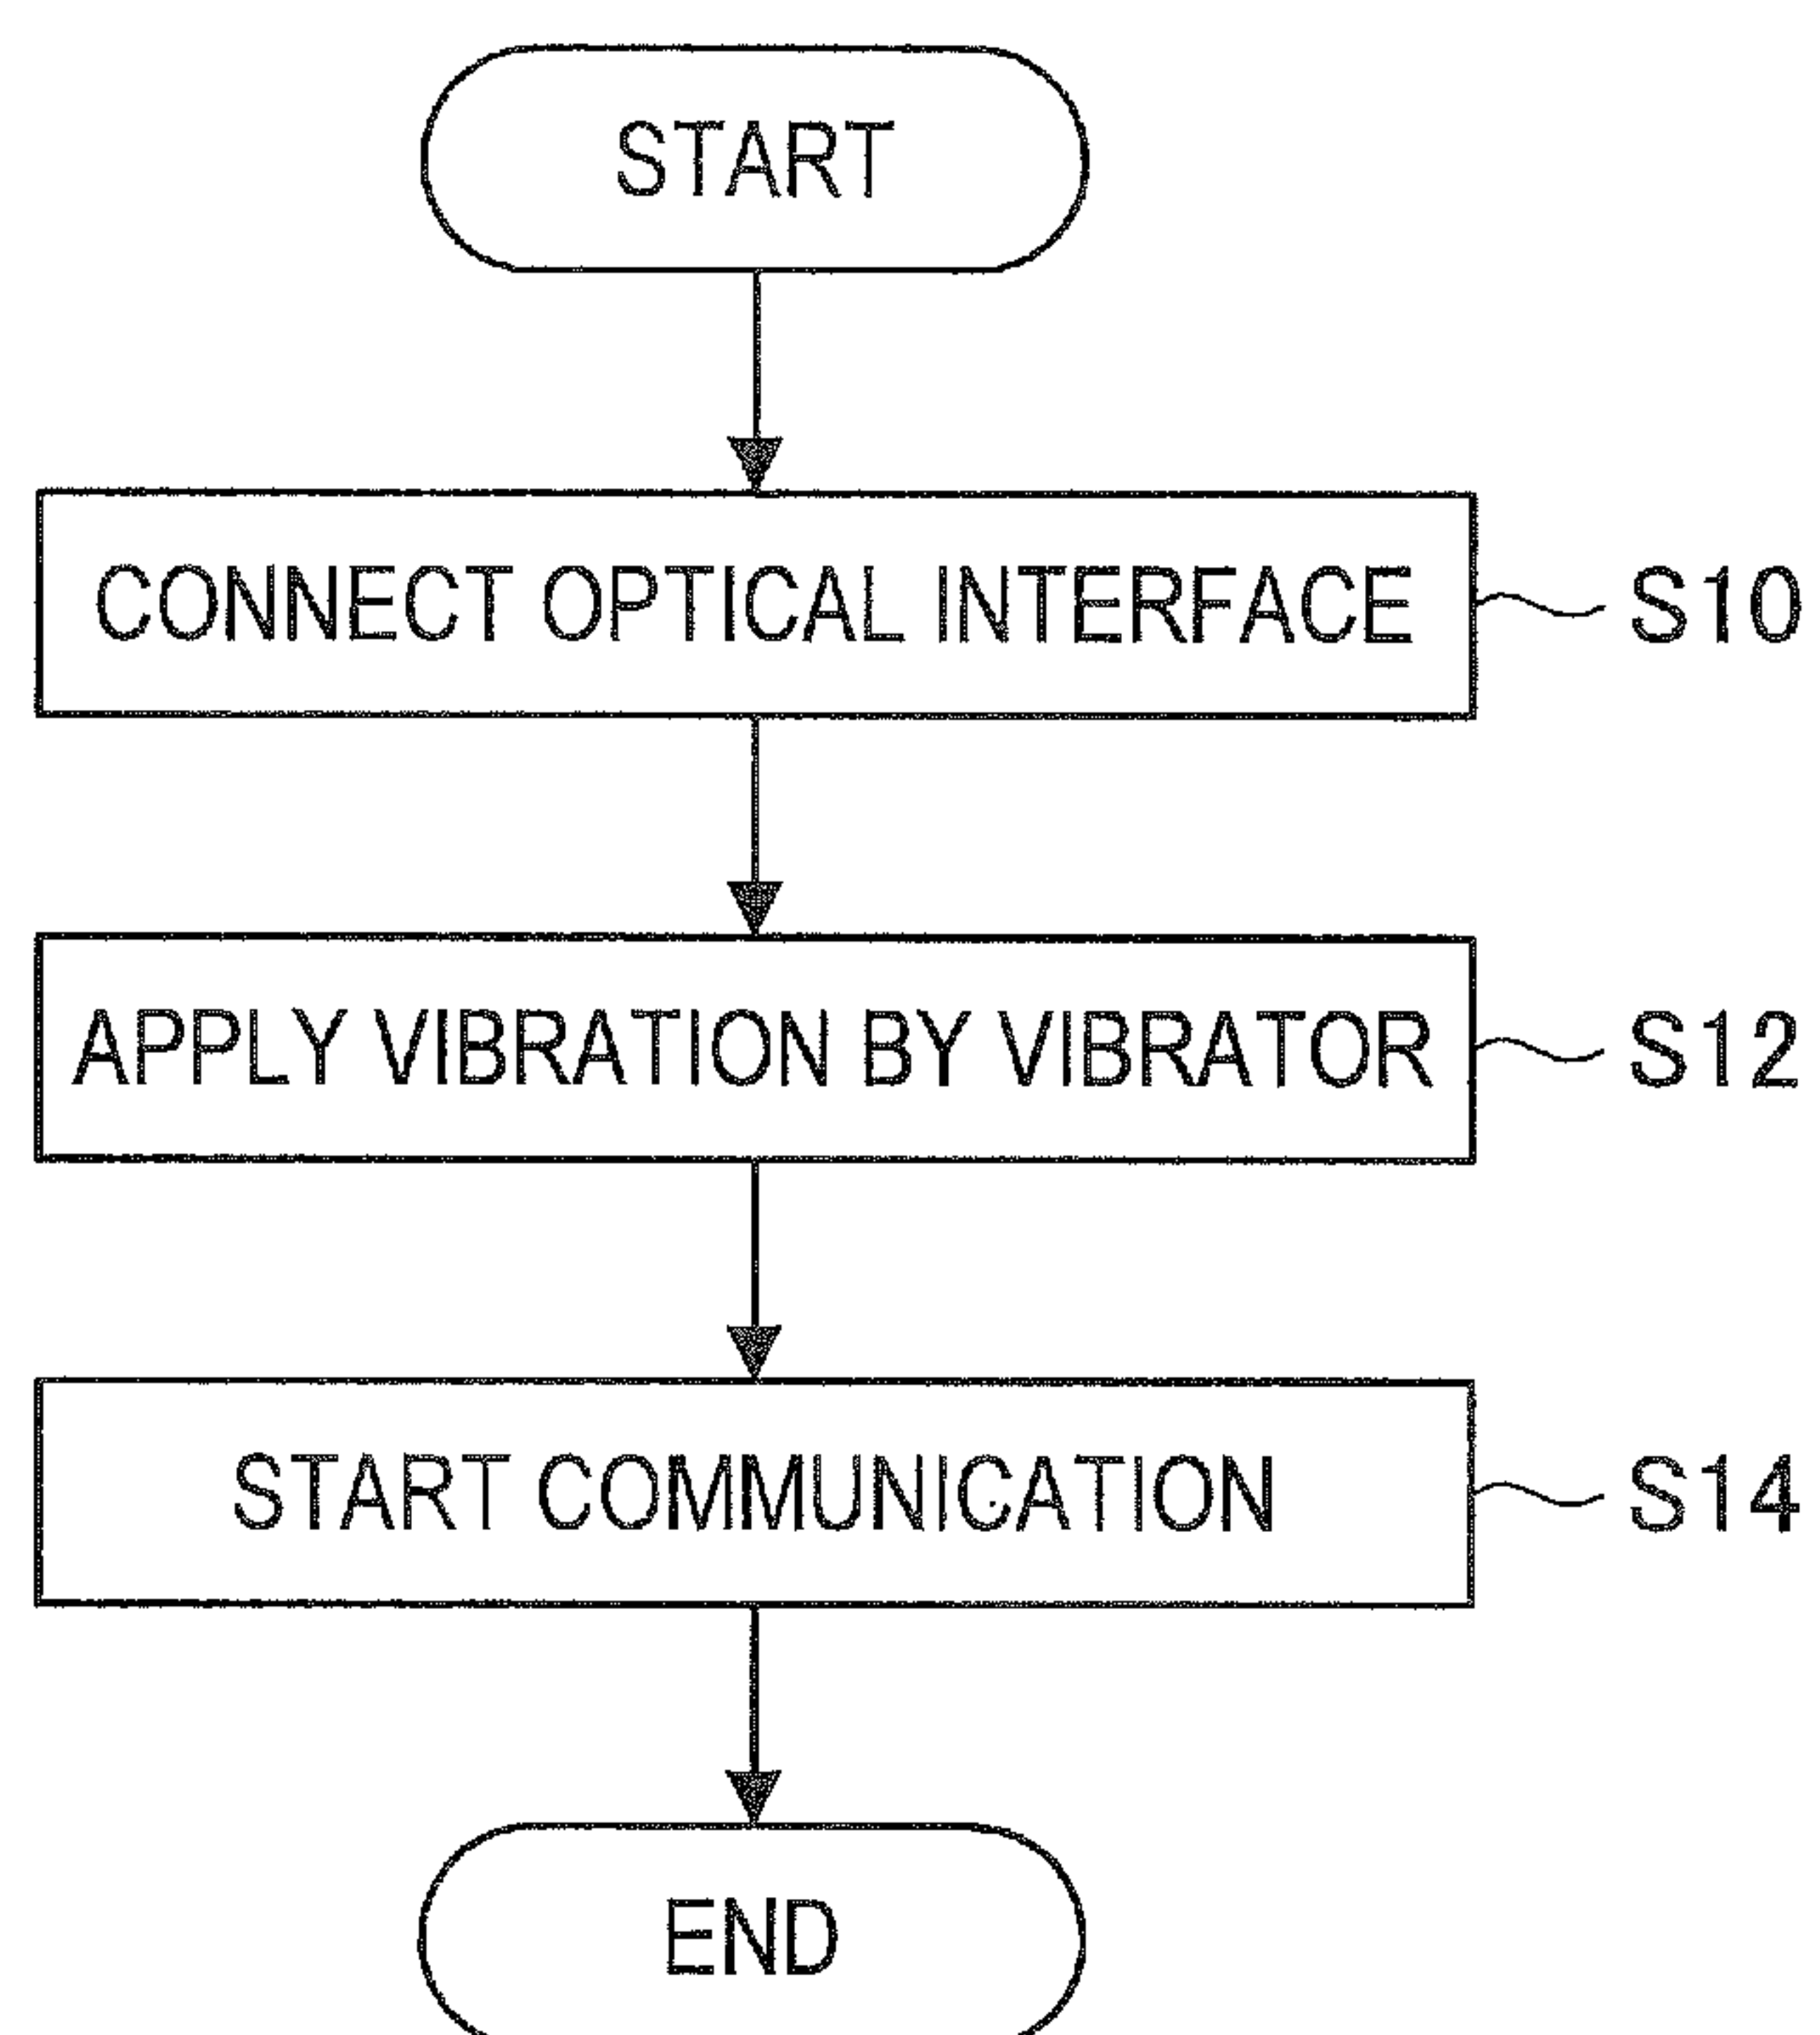 START
CONNECT OPTICAL INTERFACE S10
APPLY VIBRATION BY VIBRATOR S12
START COMMUNICATION S14
END